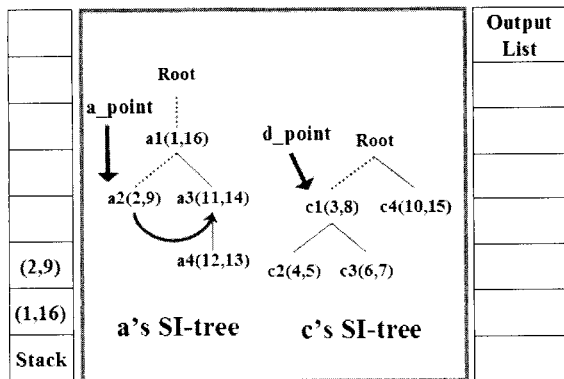 Output
List
Root
a_point
d_point
Root
a1(1,16)
a2(2,9) a3(11,14)
c1(3,8) c4(10,15)
a4(12,13)
c2(4,5) c3(6,7)
(2,9)
(1,16)
Stack
a's SI-tree
c's SI-tree